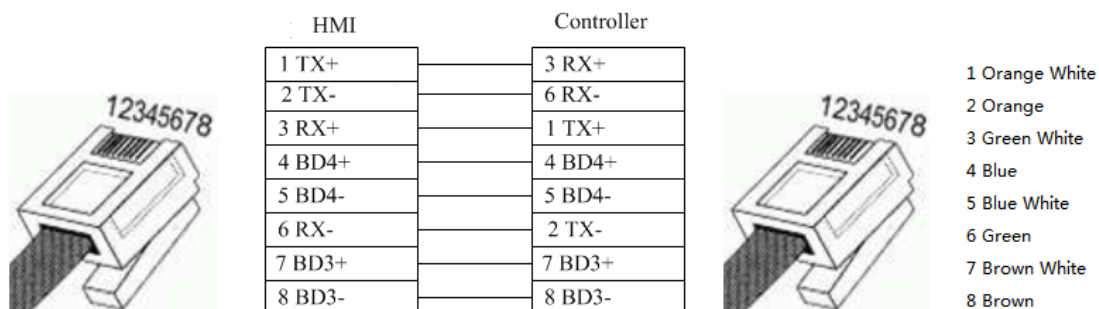 HMI
Controller
12345678
1 TX+
3 RX+
2 TX-
6 RX-
3 RX+
1 TX+
4 BD4+
4 BD4+
5 BD4-
5 BD4-
6 RX-
2 TX-
7 BD3+
7 BD3+
8 BD3-
8 BD3-
12345678
1 Orange White
2 Orange
3 Green White
4 Blue
5 Blue White
6 Green
7 Brown White
8 Brown